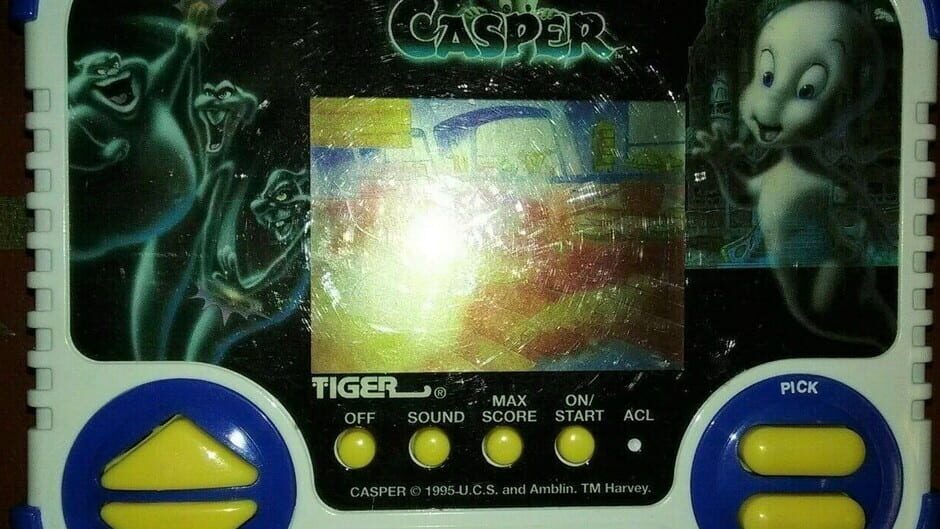 CASPER
TIGER®
OFF
SOUND
MAX
SCORE
ON/
START
ACL
PICK
CASPER © 1995 U.C.S. and Amblin. TM Harvey.